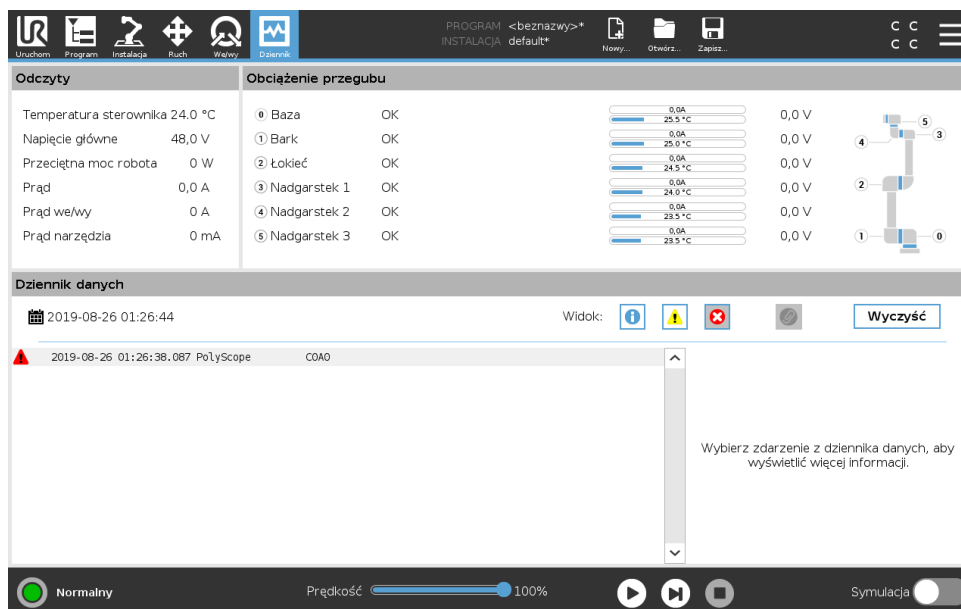 UR
Uruchom Program Instalacja Ruch We/wy Dziennik
PROGRAM <beznazwy>*
INSTALACJA default*
Nowy... Otwórz... Zapisz...
C C
C C
Odczyty
Temperatura sterownika 24.0 °C
Napięcie główne 48,0 V
Przeciętna moc robota 0 W
Prąd 0,0 A
Prąd we/wy 0 A
Prąd narzędzia 0 mA
Obciążenie przegubu
0 Baza OK 0,0A 25.5 °C 0,0 V
1 Bark OK 0,0A 25.0 °C 0,0 V
2 Łokieć OK 0,0A 24.5 °C 0,0 V
3 Nadgarstek 1 OK 0,0A 24.0 °C 0,0 V
4 Nadgarstek 2 OK 0,0A 23.5 °C 0,0 V
5 Nadgarstek 3 OK 0,0A 23.5 °C 0,0 V
5
4 3
2
1 0
Dziennik danych
2019-08-26 01:26:44
Widok:
Wyczyść
2019-08-26 01:26:38.087 PolyScope C0A0
Wybierz zdarzenie z dziennika danych, aby
wyświetlić więcej informacji.
Normalny
Prędkość 100%
Symulacja